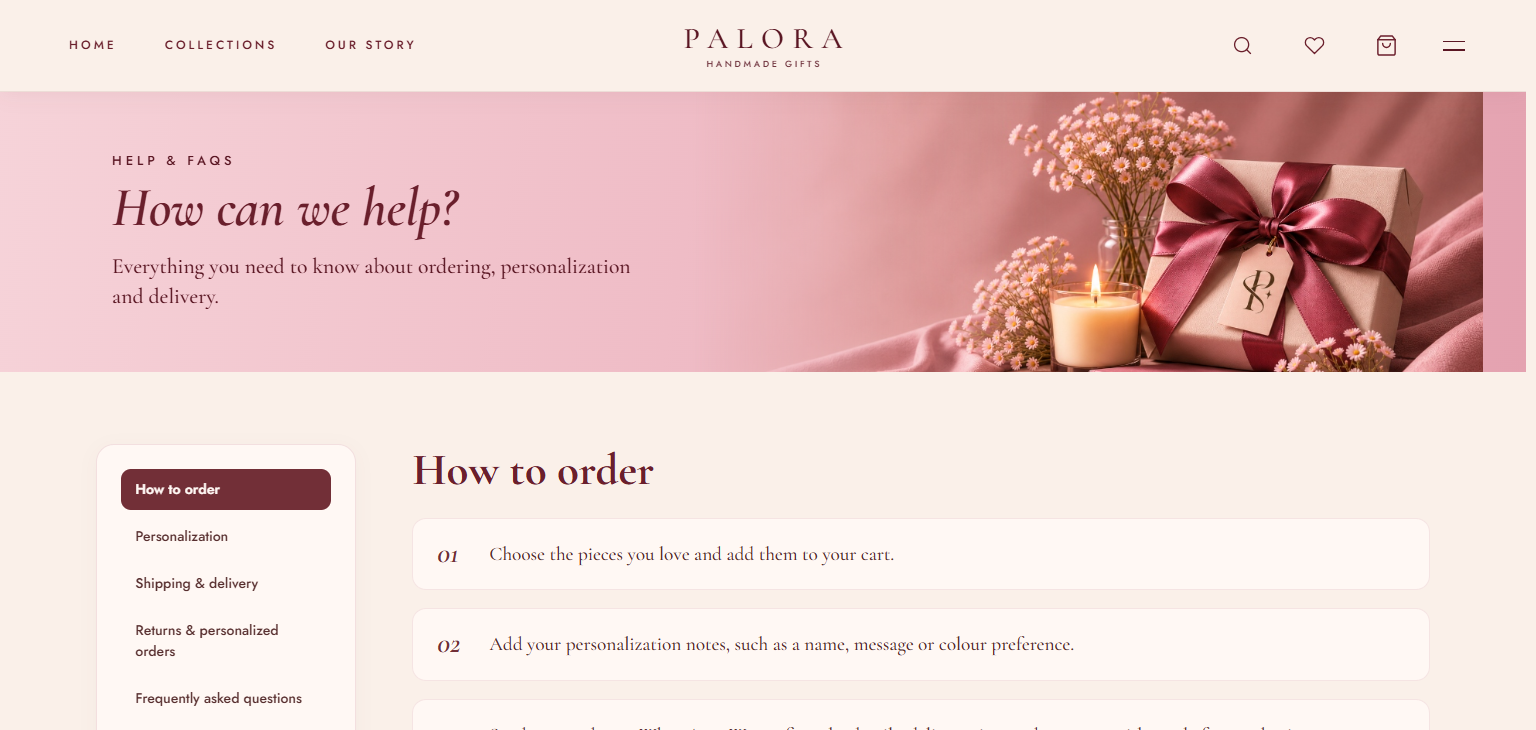 HOME COLLECTIONS OUR STORY
PALORA
HANDMADE GIFTS
HELP & FAQS
How can we help?
Everything you need to know about ordering, personalization
and delivery.
How to order
Personalization
Shipping & delivery
Returns & personalized
orders
Frequently asked questions
How to order
01 Choose the pieces you love and add them to your cart.
02 Add your personalization notes, such as a name, message or colour preference.